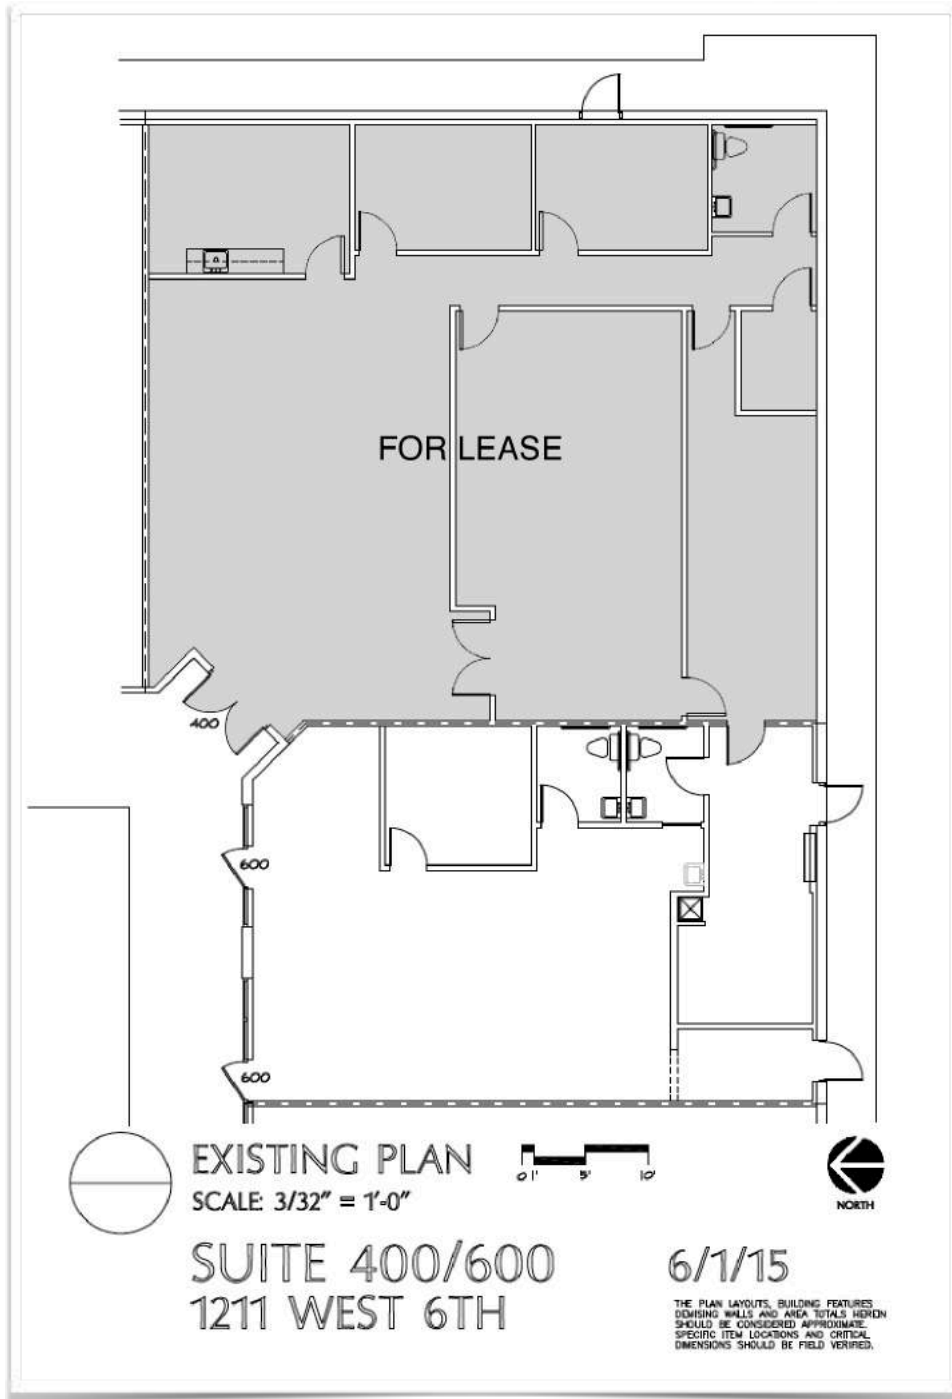 FOR LEASE
400
600
600
EXISTING PLAN
0 1' 5' 10'
SCALE: 3/32" = 1'-0"
NORTH
SUITE 400/600
1211 WEST 6TH
6/1/15
THE PLAN LAYOUTS, BUILDING FEATURES
DEMISING WALLS AND AREA TOTALS HEREIN
SHOULD BE CONSIDERED APPROXIMATE.
SPECIFIC ITEM LOCATIONS AND CRITICAL
DIMENSIONS SHOULD BE FIELD VERIFIED.